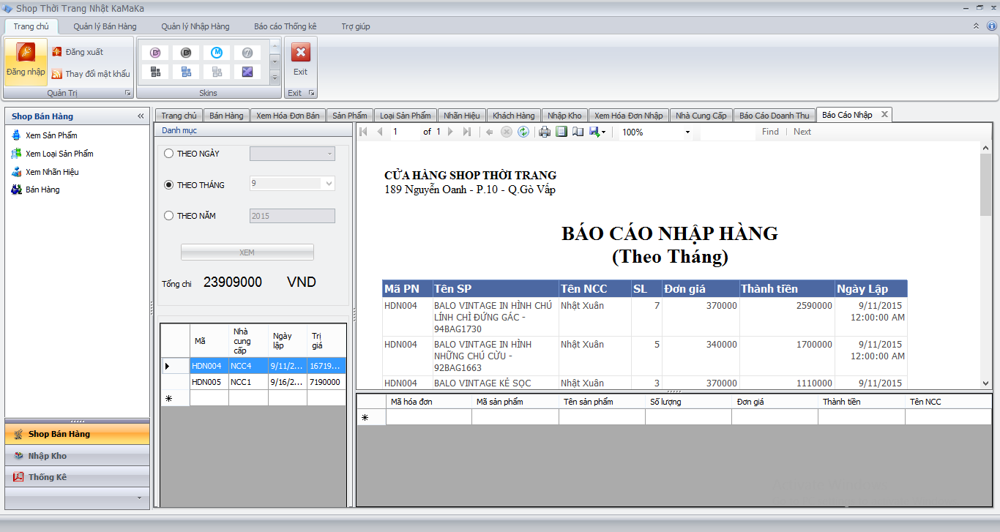 Shop Thời Trang Nhật KaMaKa
Trang chủ Quản lý Bán Hàng Quản lý Nhập Hàng Báo cáo Thống kê Trợ giúp
Đăng nhập
Đăng xuất
Thay đổi mật khẩu
Exit
Quản Trị Skins Exit
Shop Bán Hàng
Xem Sản Phẩm
Xem Loại Sản Phẩm
Xem Nhãn Hiệu
Bán Hàng
Shop Bán Hàng
Nhập Kho
Thống Kê
Trang chủ Bán Hàng Xem Hóa Đơn Bán Sản Phẩm Loại Sản Phẩm Nhãn Hiệu Khách Hàng Nhập Kho Xem Hóa Đơn Nhập Nhà Cung Cấp Báo Cáo Doanh Thu Báo Cáo Nhập
Danh mục
THEO NGÀY
THEO THÁNG 9
THEO NĂM 2015
XEM
Tổng chi 23909000 VND
Mã Nhà cung cấp Ngày lập Trị giá
HDN004 NCC4 9/11/2... 16719...
HDN005 NCC1 9/16/2... 7190000
1 of 1 100% Find | Next
CỬA HÀNG SHOP THỜI TRANG
189 Nguyễn Oanh - P.10 - Q.Gò Vấp
BÁO CÁO NHẬP HÀNG
(Theo Tháng)
Mã PN Tên SP Tên NCC SL Đơn giá Thành tiền Ngày Lập
HDN004 BALO VINTAGE IN HÌNH CHÚ Nhật Xuân 7 370000 2590000 9/11/2015
LÍNH CHÌ ĐỨNG GÁC - 12:00:00 AM
94BAG1730
HDN004 BALO VINTAGE IN HÌNH Nhật Xuân 5 340000 1700000 9/11/2015
NHỮNG CHÚ CỪU - 12:00:00 AM
92BAG1663
HDN004 BALO VINTAGE KẺ SỌC Nhật Xuân 3 370000 1110000 9/11/2015
Mã hóa đơn Mã sản phẩm Tên sản phẩm Số lượng Đơn giá Thành tiền Tên NCC